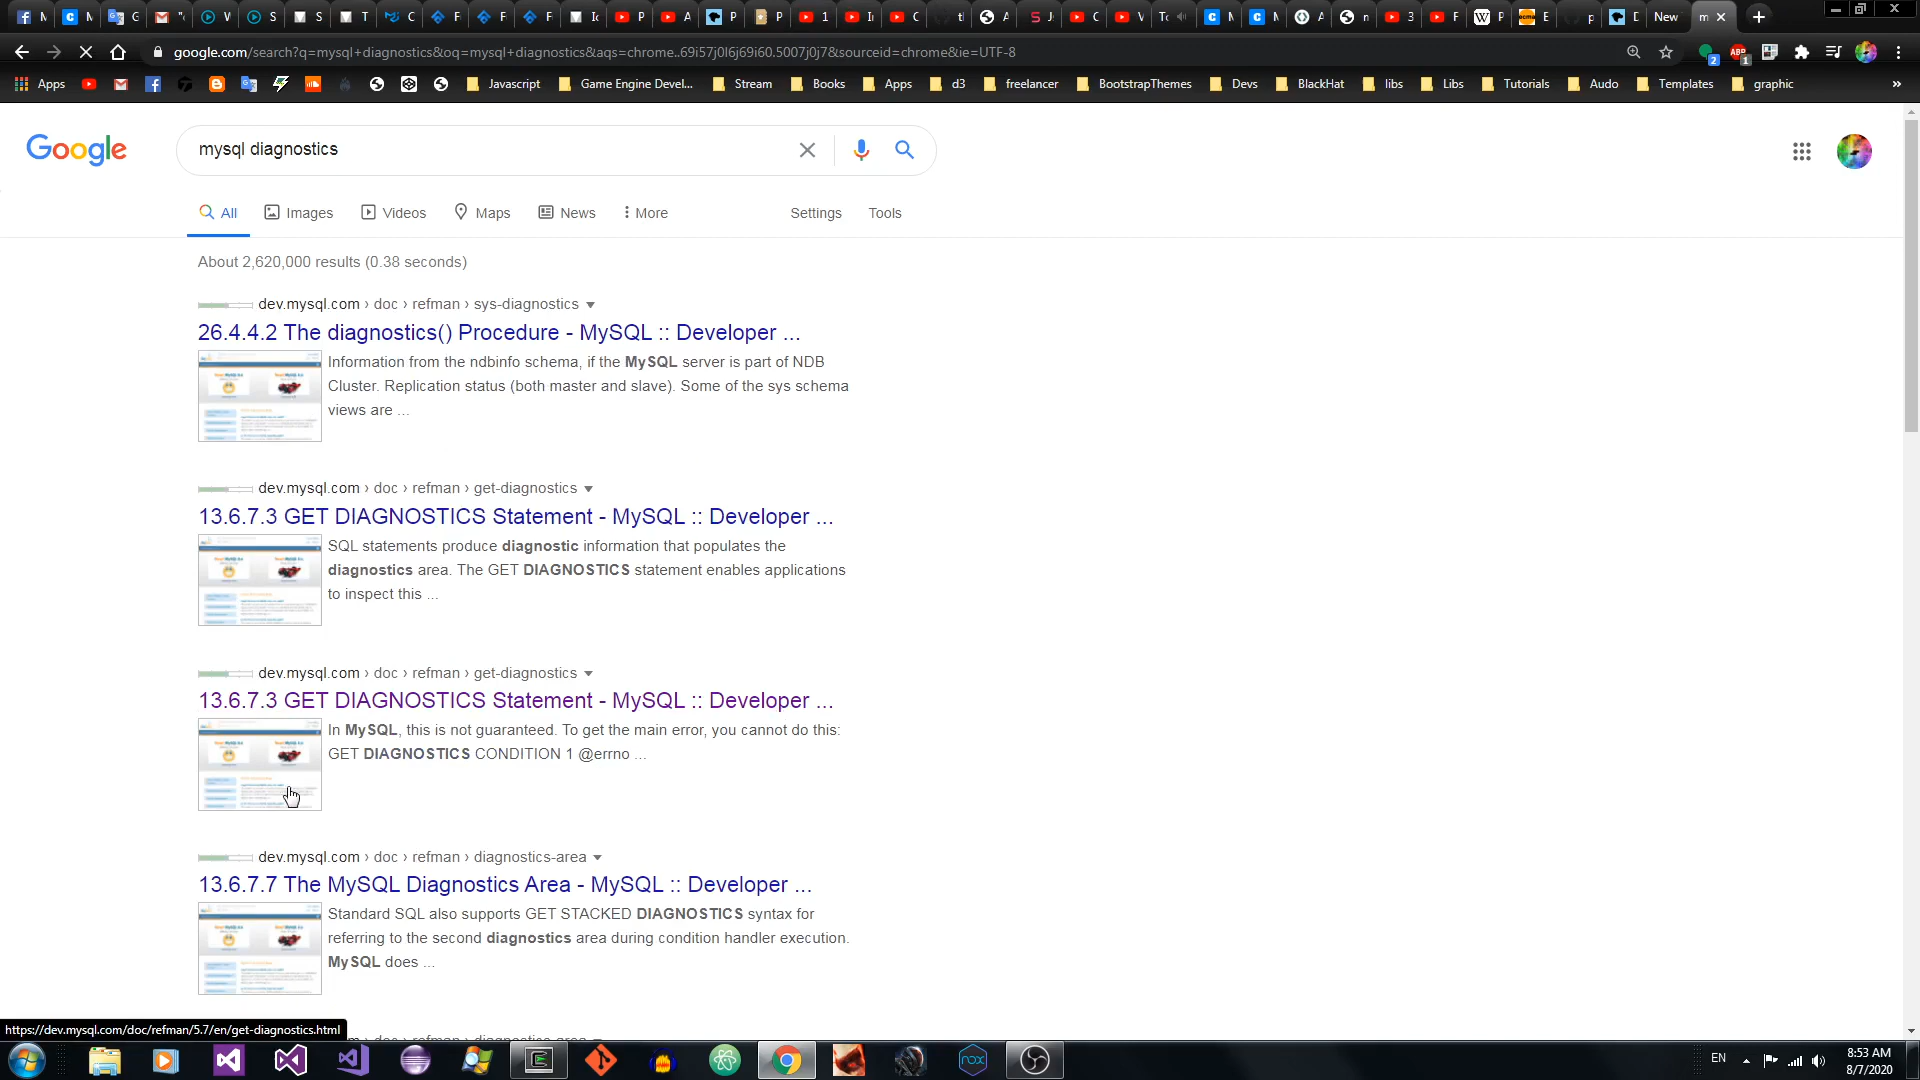 M
C M
G
M "
W
S
S
T
C
F
F
F
Ic
P
A
P
P
1
Ir
C
tl
A
J
C
V
To
C M
C M
A
n
3
F
W P
E
p
D
New
m
google.com/search?q=mysql+diagnostics&oq=mysql+diagnostics&aqs=chrome..69i57j0l6j69i60.5007j0j7&sourceid=chrome&ie=UTF-8
2
ABP
1
Apps
Javascript
Game Engine Devel...
Stream
Books
Apps
d3
freelancer
BootstrapThemes
Devs
BlackHat
libs
Libs
Tutorials
Audo
Templates
graphic
»
Google
mysql diagnostics
All
Images
Videos
Maps
News
More
Settings
Tools
About 2,620,000 results (0.38 seconds)
dev.mysql.com › doc › refman › sys-diagnostics
26.4.4.2 The diagnostics() Procedure - MySQL :: Developer ...
Information from the ndbinfo schema, if the MySQL server is part of NDB
Cluster. Replication status (both master and slave). Some of the sys schema
views are ...
dev.mysql.com › doc › refman › get-diagnostics
13.6.7.3 GET DIAGNOSTICS Statement - MySQL :: Developer ...
SQL statements produce diagnostic information that populates the
diagnostics area. The GET DIAGNOSTICS statement enables applications
to inspect this ...
dev.mysql.com › doc › refman › get-diagnostics
13.6.7.3 GET DIAGNOSTICS Statement - MySQL :: Developer ...
In MySQL, this is not guaranteed. To get the main error, you cannot do this:
GET DIAGNOSTICS CONDITION 1 @errno ...
dev.mysql.com › doc › refman › diagnostics-area
13.6.7.7 The MySQL Diagnostics Area - MySQL :: Developer ...
Standard SQL also supports GET STACKED DIAGNOSTICS syntax for
referring to the second diagnostics area during condition handler execution.
MySQL does ...
https://dev.mysql.com/doc/refman/5.7/en/get-diagnostics.html
nox
EN
8:53 AM
8/7/2020